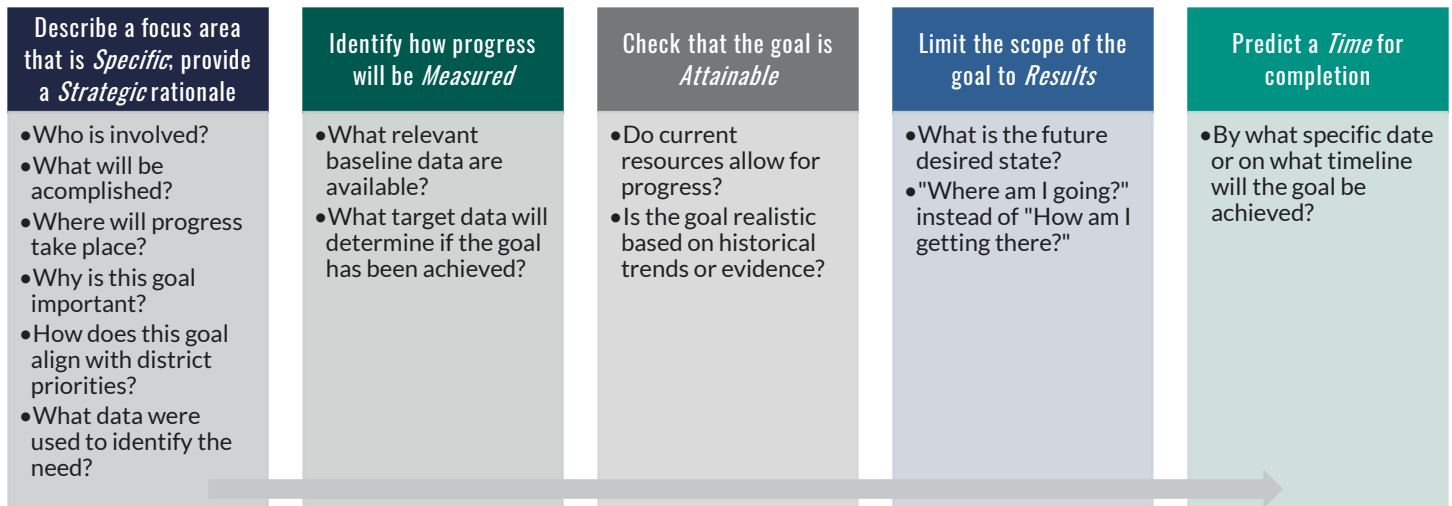 Describe a focus area
that is Specific; provide
a Strategic rationale
•Who is involved?
•What will be
acomplished?
•Where will progress
take place?
•Why is this goal
important?
•How does this goal
align with district
priorities?
•What data were
used to identify the
need?
Identify how progress
will be Measured
•What relevant
baseline data are
available?
•What target data will
determine if the goal
has been achieved?
Check that the goal is
Attainable
•Do current
resources allow for
progress?
•Is the goal realistic
based on historical
trends or evidence?
Limit the scope of the
goal to Results
•What is the future
desired state?
•"Where am I going?"
instead of "How am I
getting there?"
Predict a Time for
completion
•By what specific date
or on what timeline
will the goal be
achieved?